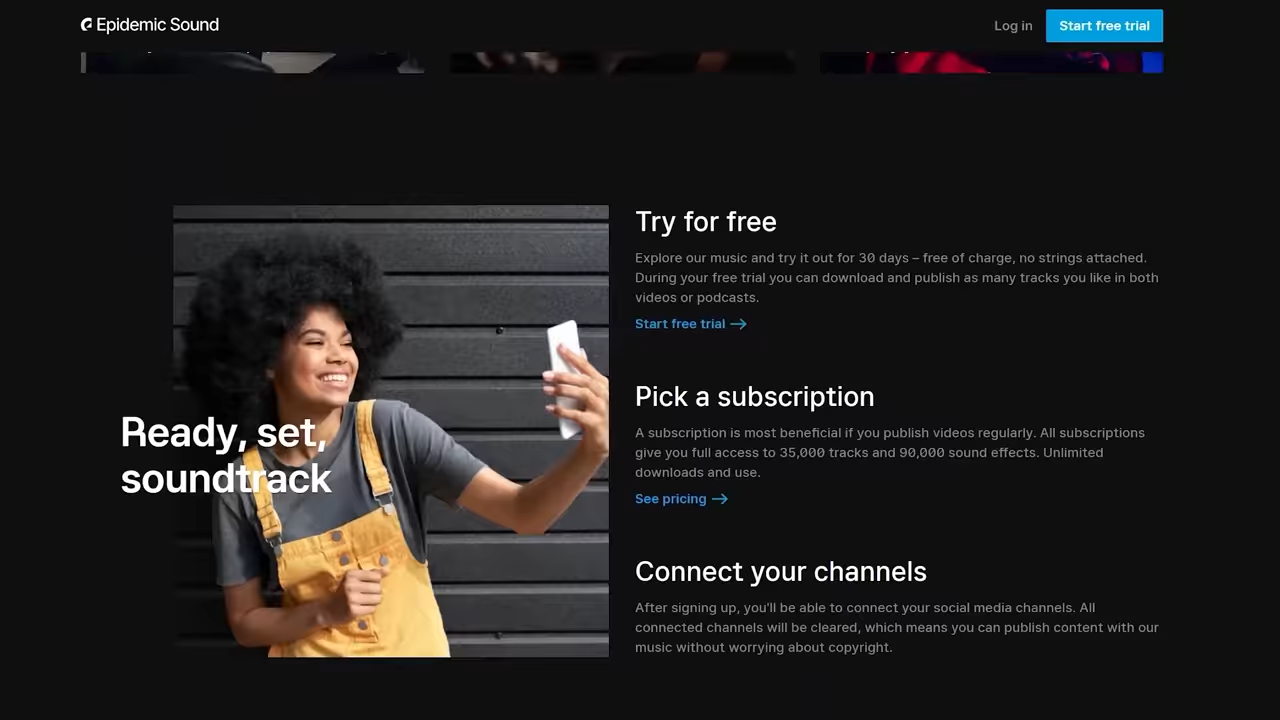 Epidemic Sound
Log in
Start free trial
Ready, set,
soundtrack
Try for free
Explore our music and try it out for 30 days – free of charge, no strings attached.
During your free trial you can download and publish as many tracks you like in both
videos or podcasts.
Start free trial →
Pick a subscription
A subscription is most beneficial if you publish videos regularly. All subscriptions
give you full access to 35,000 tracks and 90,000 sound effects. Unlimited
downloads and use.
See pricing →
Connect your channels
After signing up, you'll be able to connect your social media channels. All
connected channels will be cleared, which means you can publish content with our
music without worrying about copyright.